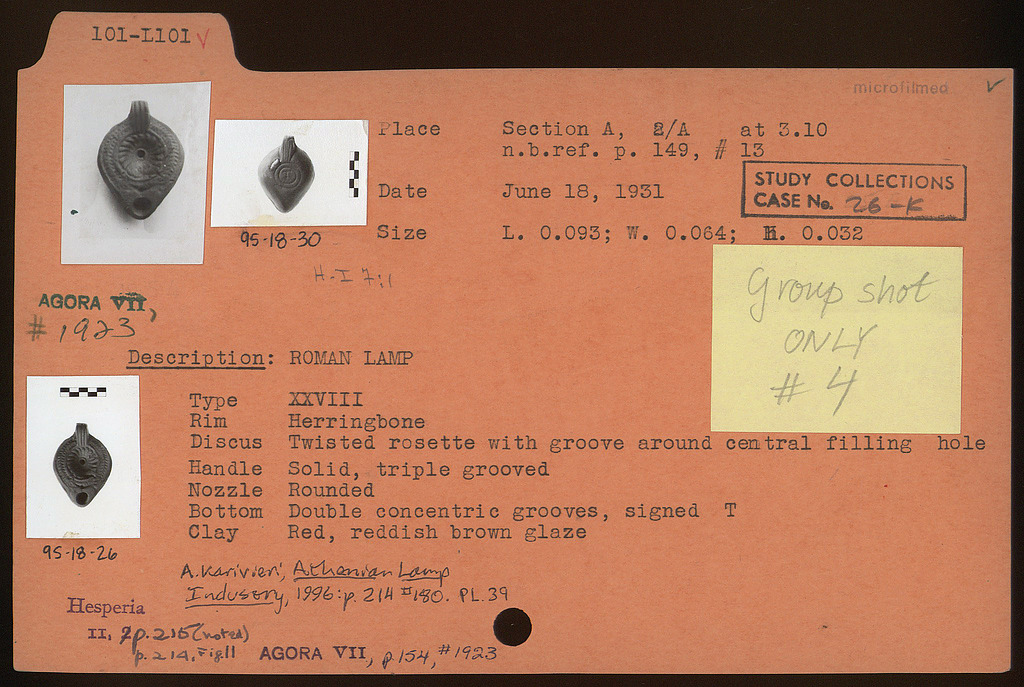 101-L101 ✓
microfilmed ✓
Place Section A, 2/A at 3.10
n.b.ref. p. 149, # 13
Date June 18, 1931
STUDY COLLECTIONS
CASE No. 26-K
Size L. 0.093; W. 0.064; H. 0.032
95-18-30
H-I 7:1
Group shot
ONLY
# 4
AGORA VII,
# 1923
Description: ROMAN LAMP
Type XXVIII
Rim Herringbone
Discus Twisted rosette with groove around central filling hole
Handle Solid, triple grooved
Nozzle Rounded
Bottom Double concentric grooves, signed T
Clay Red, reddish brown glaze
95-18-26
A. Karivieri, Athenian Lamp
Industry, 1996: p. 214 #180. PL. 39
Hesperia
II, p. 215 (noted)
p. 214, Fig 11
AGORA VII, p 154, #1923